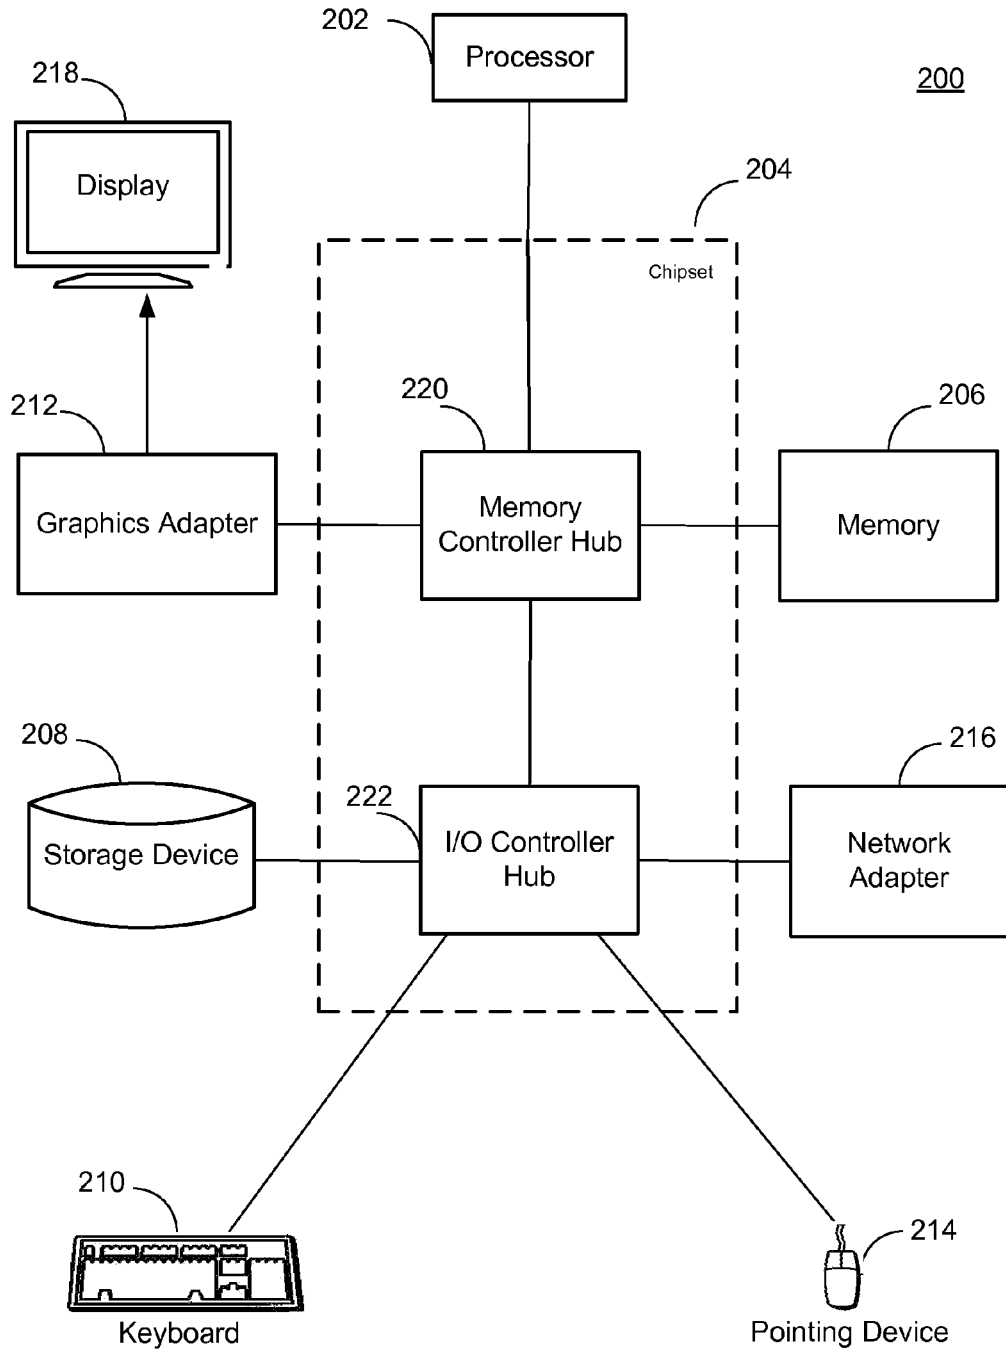 202
Processor
200
218
Display
204
Chipset
212
220
206
Graphics Adapter
Memory
Controller Hub
Memory
208
222
216
Storage Device
I/O Controller
Hub
Network
Adapter
210
Keyboard
214
Pointing Device